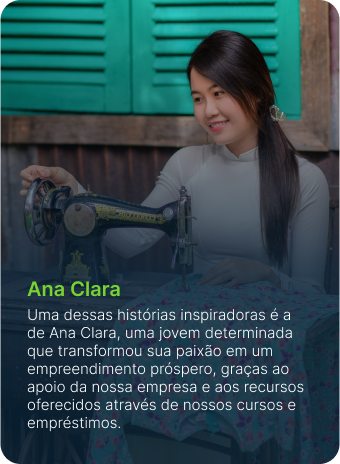 Ana Clara
Uma dessas histórias inspiradoras é a
de Ana Clara, uma jovem determinada
que transformou sua paixão em um
empreendimento próspero, graças ao
apoio da nossa empresa e aos recursos
oferecidos através de nossos cursos e
empréstimos.